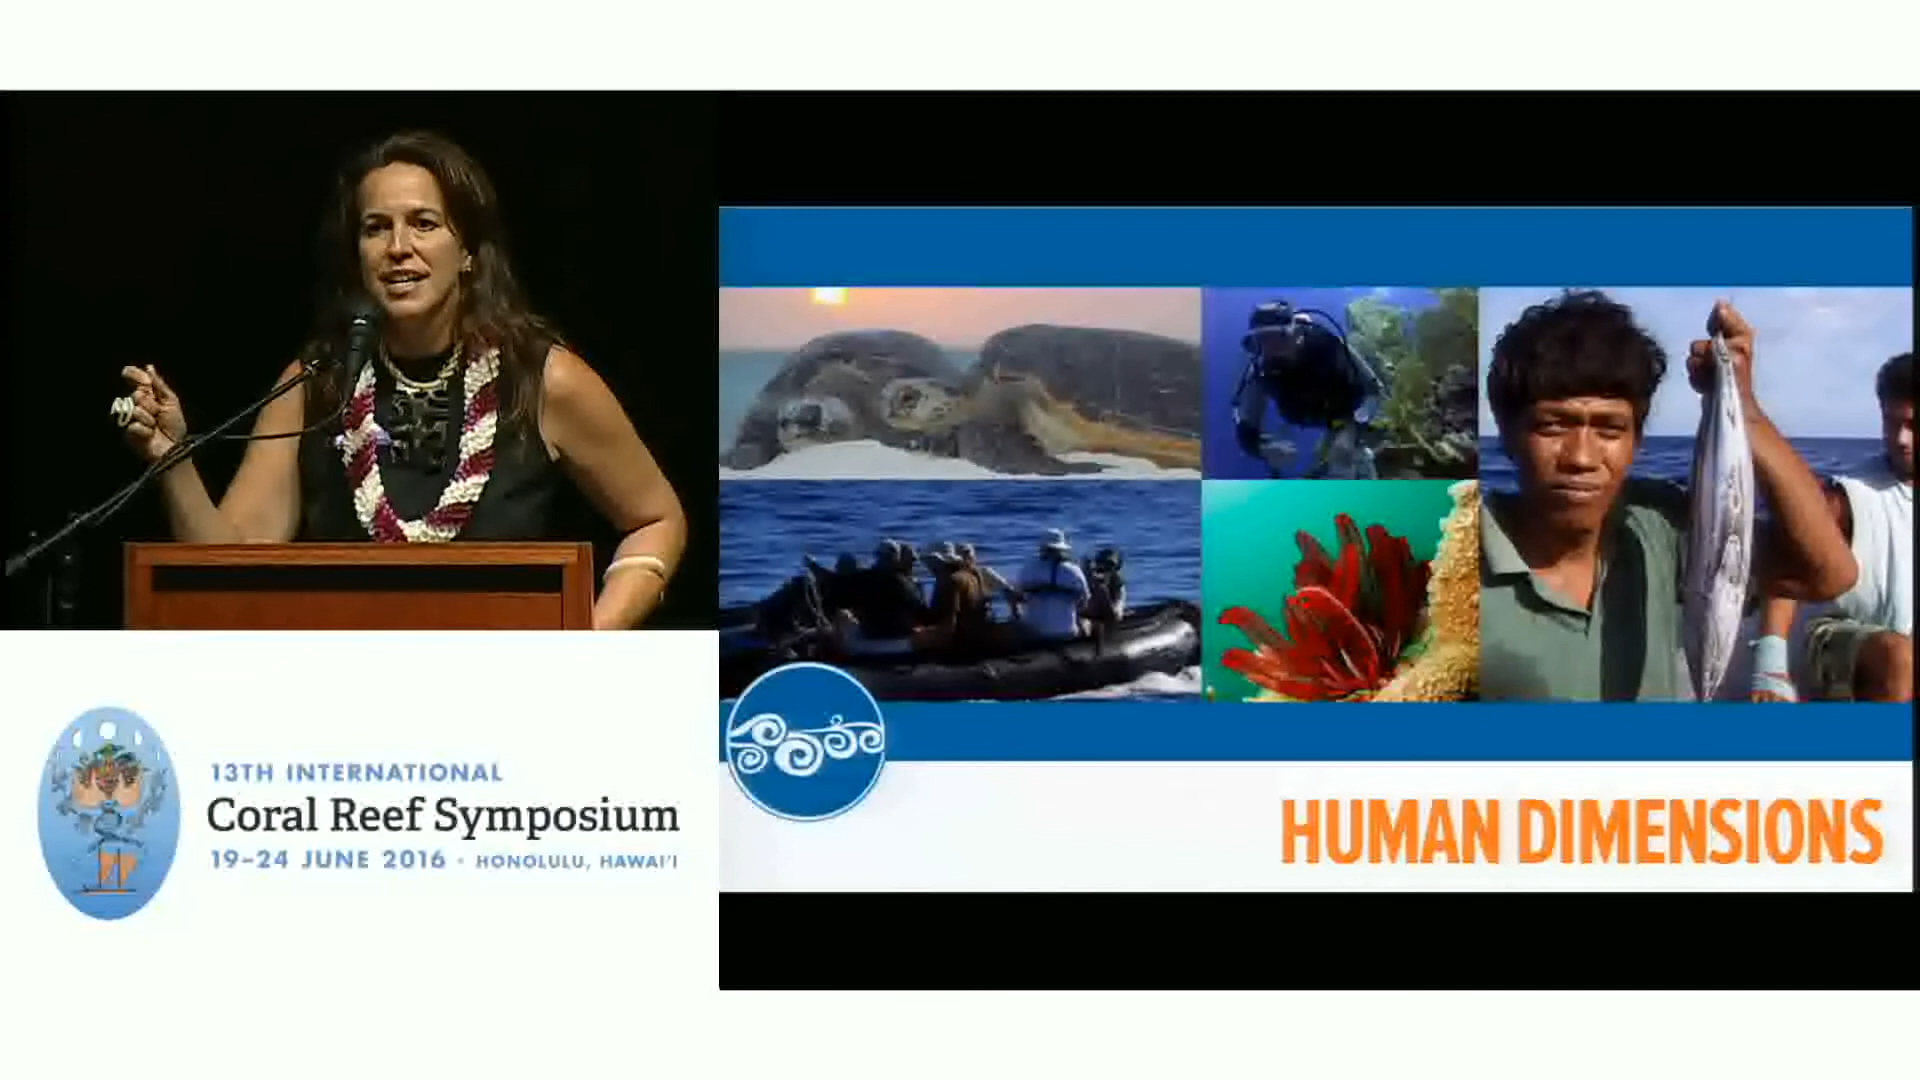 13TH INTERNATIONAL
Coral Reef Symposium
19–24 JUNE 2016 · HONOLULU, HAWAI'I
HUMAN DIMENSIONS